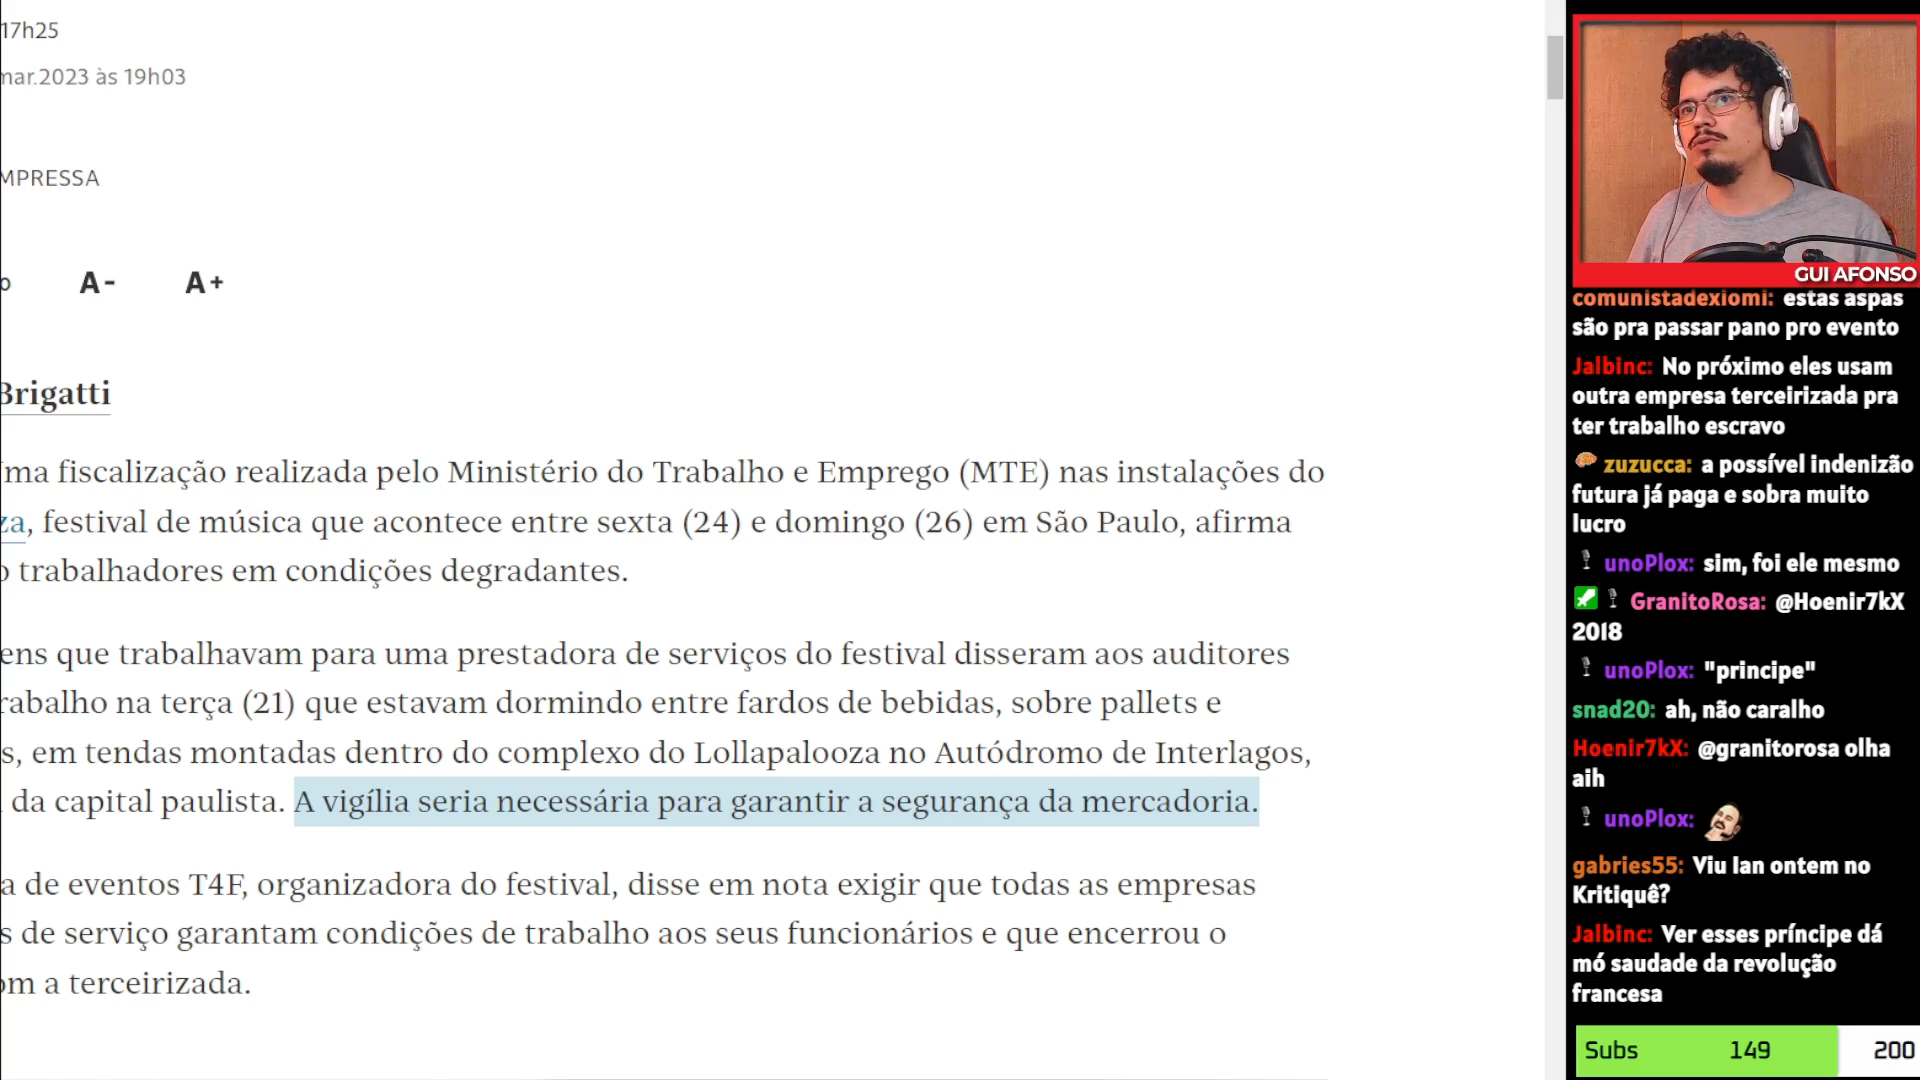 17h25
mar.2023 às 19h03
MPRESSA
o A- A+
Brigatti
ma fiscalização realizada pelo Ministério do Trabalho e Emprego (MTE) nas instalações do
za, festival de música que acontece entre sexta (24) e domingo (26) em São Paulo, afirma
o trabalhadores em condições degradantes.
ens que trabalhavam para uma prestadora de serviços do festival disseram aos auditores
rabalho na terça (21) que estavam dormindo entre fardos de bebidas, sobre pallets e
s, em tendas montadas dentro do complexo do Lollapalooza no Autódromo de Interlagos,
da capital paulista. A vigília seria necessária para garantir a segurança da mercadoria.
a de eventos T4F, organizadora do festival, disse em nota exigir que todas as empresas
s de serviço garantam condições de trabalho aos seus funcionários e que encerrou o
om a terceirizada.
GUI AFONSO
comunistadexiomi: estas aspas
são pra passar pano pro evento
Jalbinc: No próximo eles usam
outra empresa terceirizada pra
ter trabalho escravo
zuzucca: a possível indenizão
futura já paga e sobra muito
lucro
unoPlox: sim, foi ele mesmo
GranitoRosa: @Hoenir7kX
2018
unoPlox: "principe"
snad20: ah, não caralho
Hoenir7kX: @granitorosa olha
aih
unoPlox:
gabries55: Viu Ian ontem no
Kritiquê?
Jalbinc: Ver esses príncipe dá
mó saudade da revolução
francesa
Subs 149 200